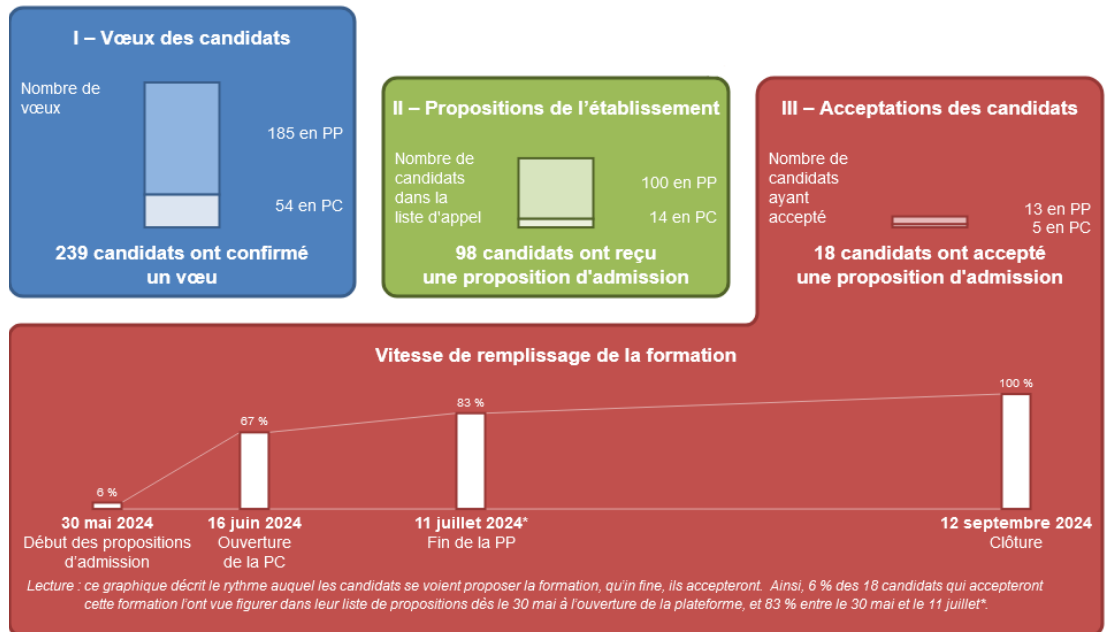 I – Vœux des candidats
Nombre de
vœux
185 en PP
54 en PC
239 candidats ont confirmé
un vœu
II – Propositions de l'établissement
Nombre de
candidats
dans la
liste d'appel
100 en PP
14 en PC
98 candidats ont reçu
une proposition d'admission
III – Acceptations des candidats
Nombre de
candidats
ayant
accepté
13 en PP
5 en PC
18 candidats ont accepté
une proposition d'admission
Vitesse de remplissage de la formation
6 %
67 %
83 %
100 %
30 mai 2024
Début des propositions
d'admission
16 juin 2024
Ouverture
de la PC
11 juillet 2024*
Fin de la PP
12 septembre 2024
Clôture
Lecture : ce graphique décrit le rythme auquel les candidats se voient proposer la formation, qu'in fine, ils accepteront. Ainsi, 6 % des 18 candidats qui accepteront
cette formation l'ont vue figurer dans leur liste de propositions dès le 30 mai à l'ouverture de la plateforme, et 83 % entre le 30 mai et le 11 juillet*.